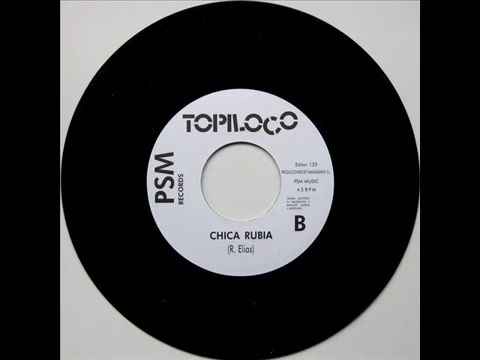 TOPILOCO
PSM
RECORDS
Editor 132
PSM MUSIC
45 RPM
B
CHICA RUBIA
(R. Elias)